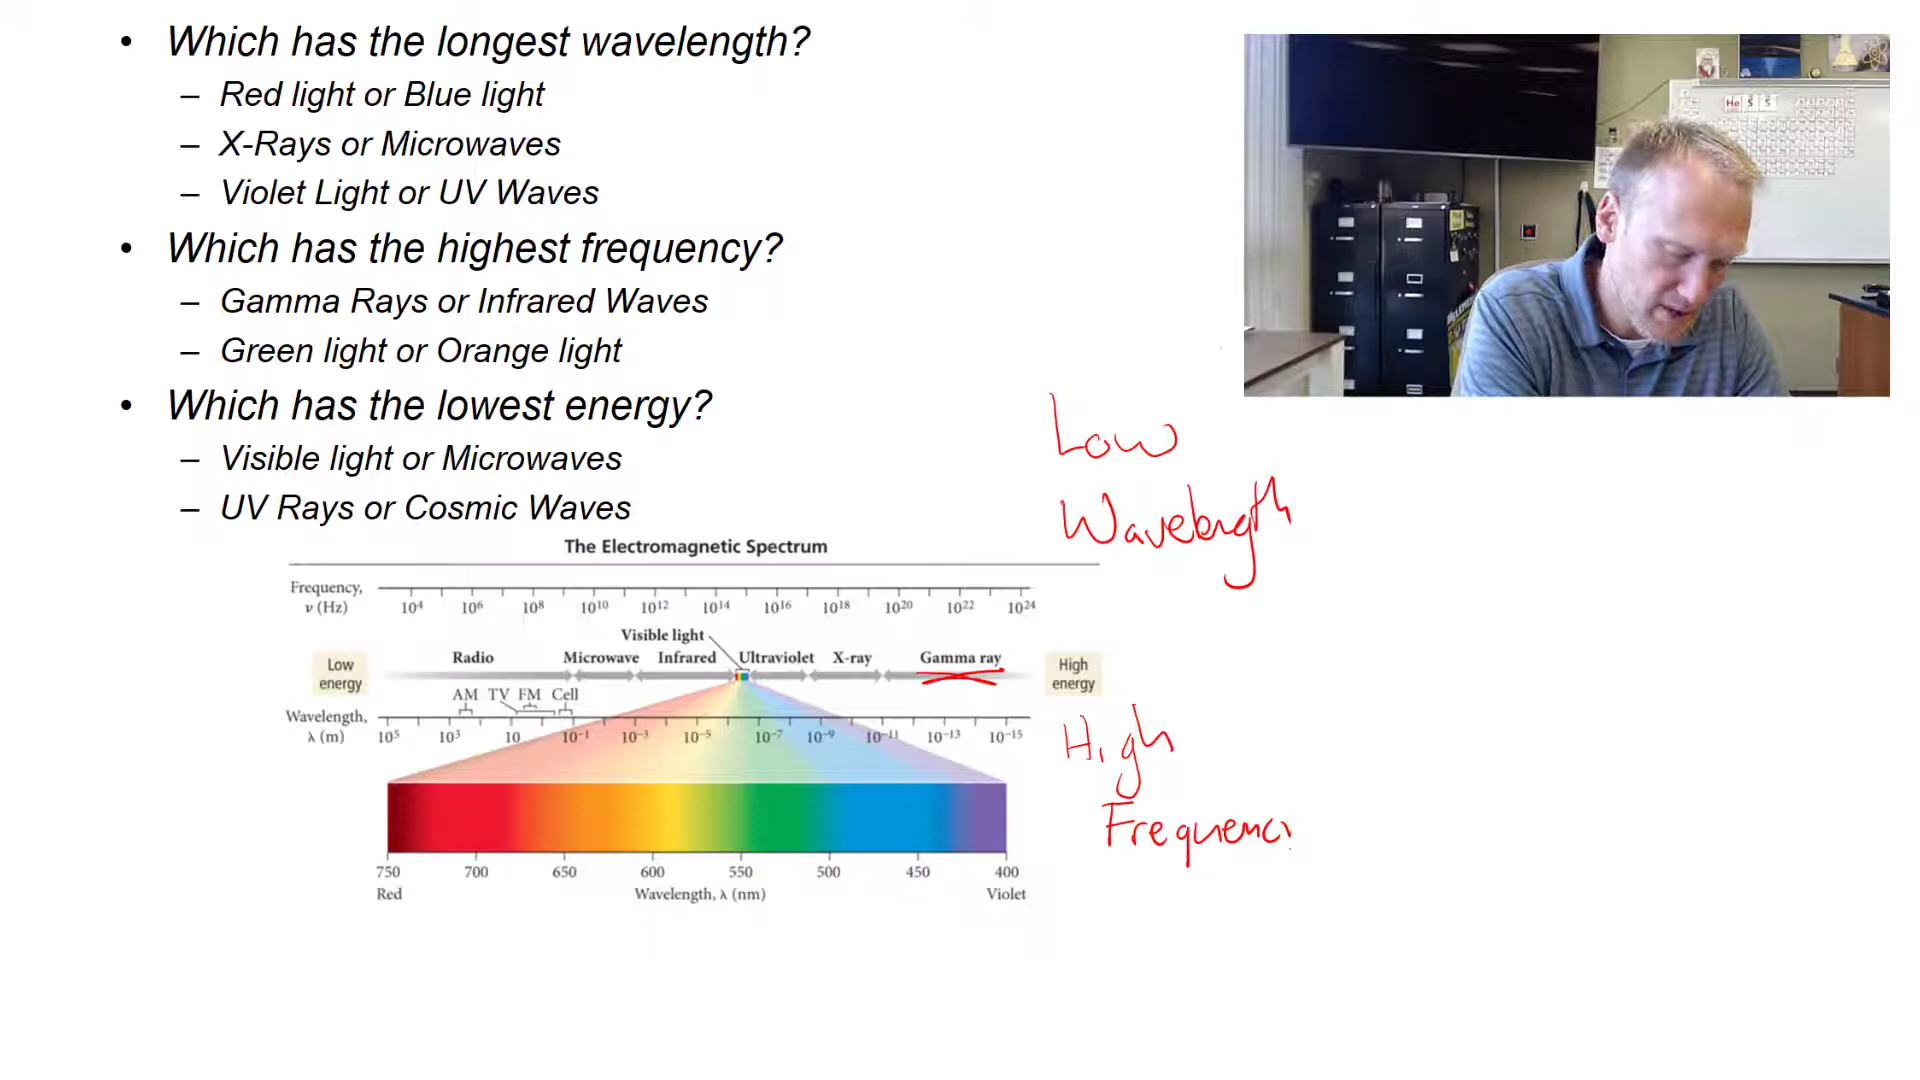 • Which has the longest wavelength?
– Red light or Blue light
– X-Rays or Microwaves
– Violet Light or UV Waves
• Which has the highest frequency?
– Gamma Rays or Infrared Waves
– Green light or Orange light
• Which has the lowest energy?
– Visible light or Microwaves
– UV Rays or Cosmic Waves
He S S
Low
Wavelength
The Electromagnetic Spectrum
Frequency,
ν (Hz)
10⁴ 10⁶ 10⁸ 10¹⁰ 10¹² 10¹⁴ 10¹⁶ 10¹⁸ 10²⁰ 10²² 10²⁴
Visible light
Low
energy
Radio Microwave Infrared Ultraviolet X-ray Gamma ray
High
energy
AM TV FM Cell
Wavelength,
λ (m)
10⁵ 10³ 10 10⁻¹ 10⁻³ 10⁻⁵ 10⁻⁷ 10⁻⁹ 10⁻¹¹ 10⁻¹³ 10⁻¹⁵
High
Frequenc
750 700 650 600 550 500 450 400
Red Wavelength, λ (nm) Violet